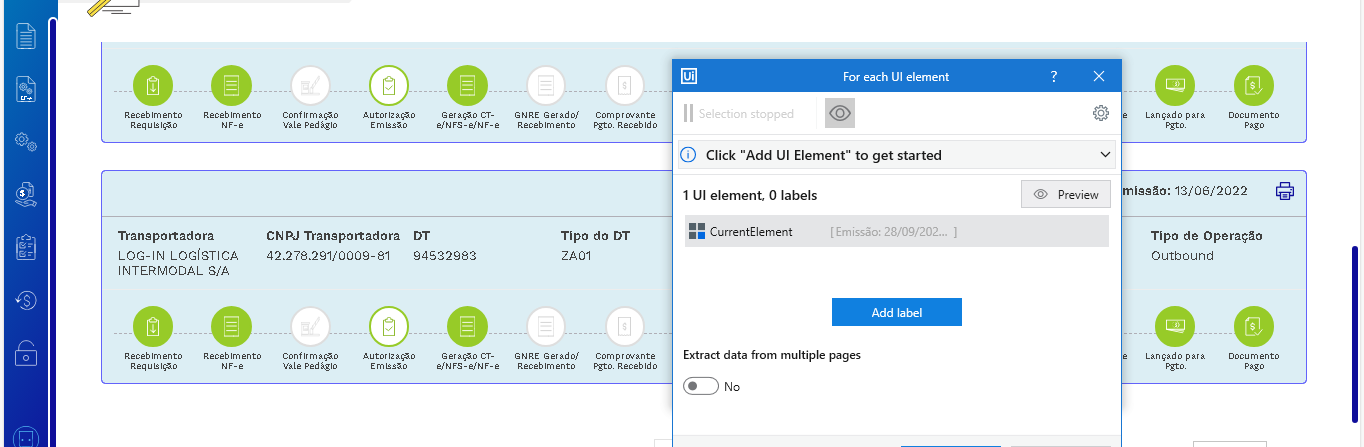 Recebimento
Requisição
Recebimento
NF-e
Confirmação
Vale Pedágio
Autorização
Emissão
Geração CT-
e/NFS-e/NF-e
GNRE Gerado/
Recebimento
Comprovante
Pgto. Recebido
Ui
For each UI element
?
Selection stopped
Click "Add UI Element" to get started
1 UI element, 0 labels
Preview
CurrentElement
[ Emissão: 28/09/202... ]
Add label
Extract data from multiple pages
No
e
Lançado para
Pgto.
Documento
Pago
missão: 13/06/2022
Transportadora
LOG-IN LOGÍSTICA
INTERMODAL S/A
CNPJ Transportadora
42.278.291/0009-81
DT
94532983
Tipo do DT
ZA01
Tipo de Operação
Outbound
Recebimento
Requisição
Recebimento
NF-e
Confirmação
Vale Pedágio
Autorização
Emissão
Geração CT-
e/NFS-e/NF-e
GNRE Gerado/
Recebimento
Comprovante
Pgto. Recebido
e
Lançado para
Pgto.
Documento
Pago